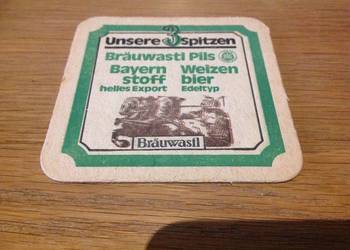 Unsere 3 Spitzen
Bräuwastl Pils
Bayern Weizen
stoff bier
helles Export Edeltyp
Bräuwastl